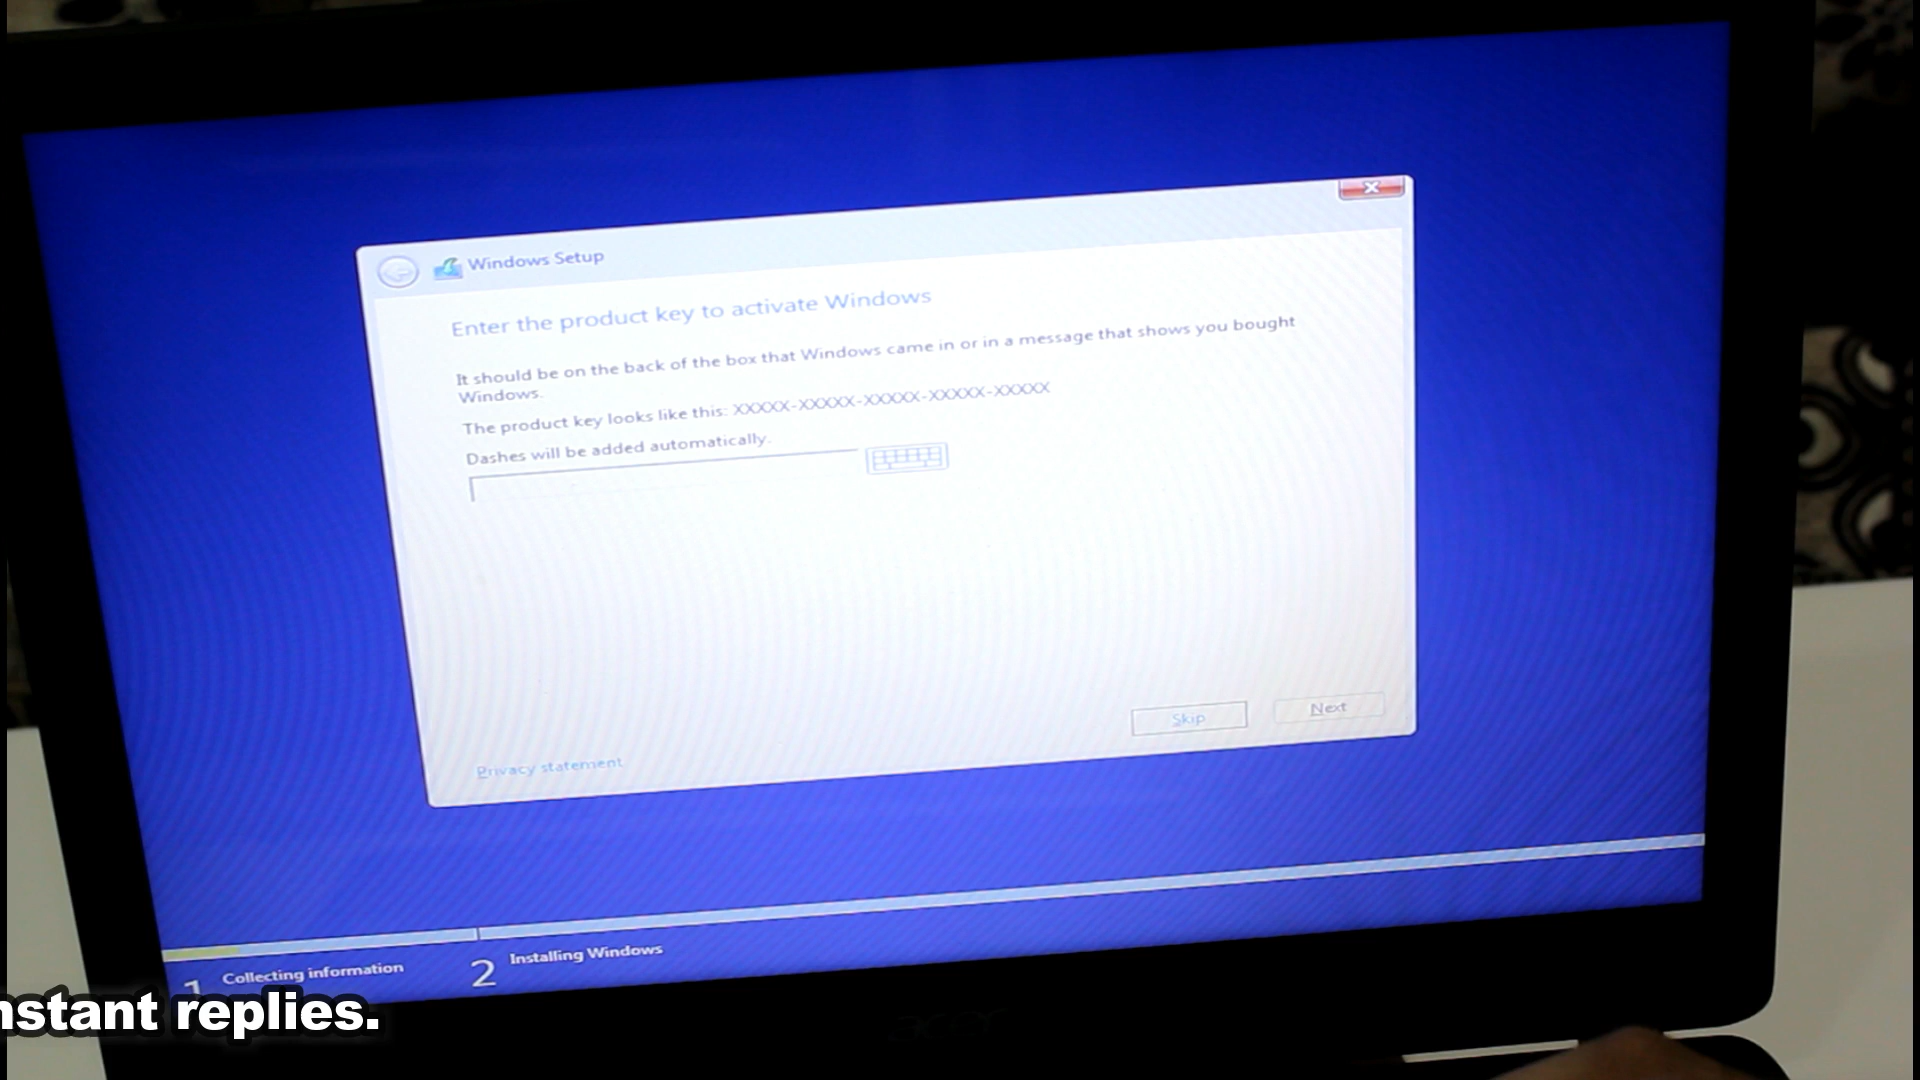 Windows Setup
Enter the product key to activate Windows
It should be on the back of the box that Windows came in or in a message that shows you bought
Windows.
The product key looks like this: XXXXX-XXXXX-XXXXX-XXXXX-XXXXX
Dashes will be added automatically.
Skip
Next
Privacy statement
1 Collecting information
2 Installing Windows
nstant replies.
acer